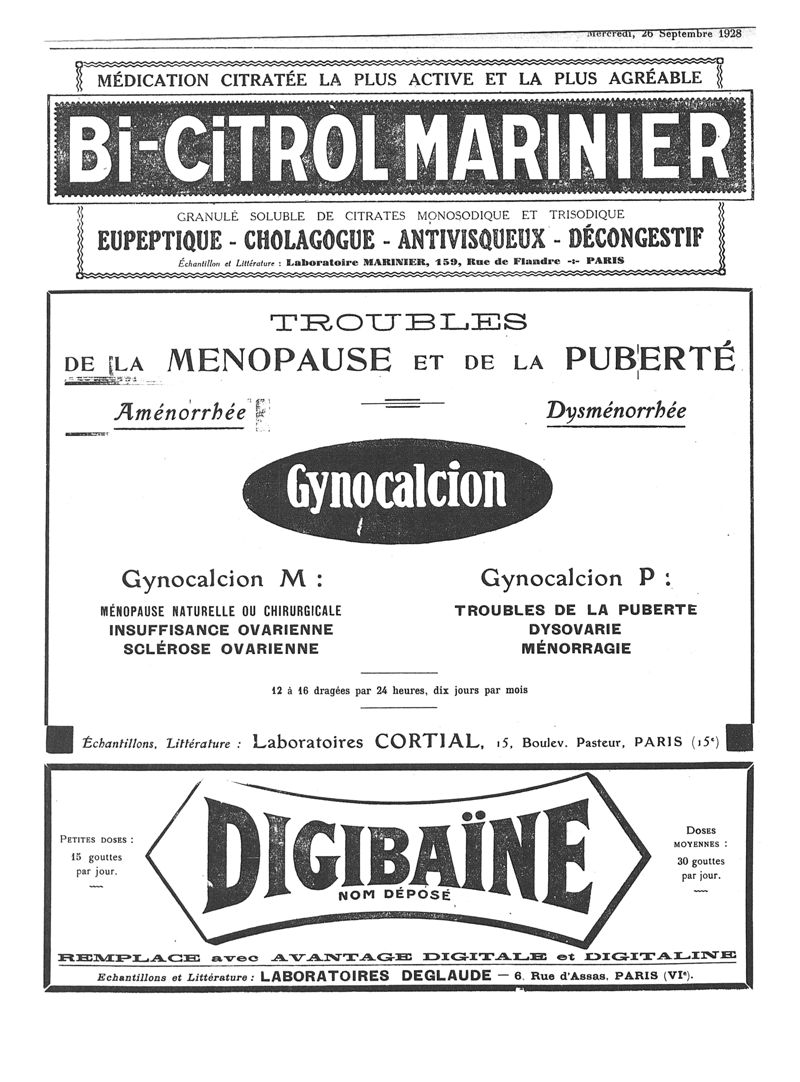 Mercredi, 26 Septembre 1928
MÉDICATION CITRATÉE LA PLUS ACTIVE ET LA PLUS AGRÉABLE
Bi-CiTROL MARINIER
GRANULÉ SOLUBLE DE CITRATES MONOSODIQUE ET TRISODIQUE
EUPEPTIQUE - CHOLAGOGUE - ANTIVISQUEUX - DÉCONGESTIF
Échantillon et Littérature : Laboratoire MARINIER, 159, Rue de Flandre -:- PARIS
TROUBLES
DE LA MENOPAUSE ET DE LA PUBERTÉ
Aménorrhée
Dysménorrhée
Gynocalcion
Gynocalcion M :
MÉNOPAUSE NATURELLE OU CHIRURGICALE
INSUFFISANCE OVARIENNE
SCLÉROSE OVARIENNE
Gynocalcion P :
TROUBLES DE LA PUBERTE
DYSOVARIE
MÉNORRAGIE
12 à 16 dragées par 24 heures, dix jours par mois
Échantillons, Littérature : Laboratoires CORTIAL, 15, Boulev. Pasteur, PARIS (15e)
PETITES DOSES :
15 gouttes
par jour.
DIGIBAÏNE
NOM DÉPOSÉ
DOSES
MOYENNES :
30 gouttes
par jour.
REMPLACE avec AVANTAGE DIGITALE et DIGITALINE
Echantillons et Littérature : LABORATOIRES DEGLAUDE — 6, Rue d'Assas, PARIS (VIe).